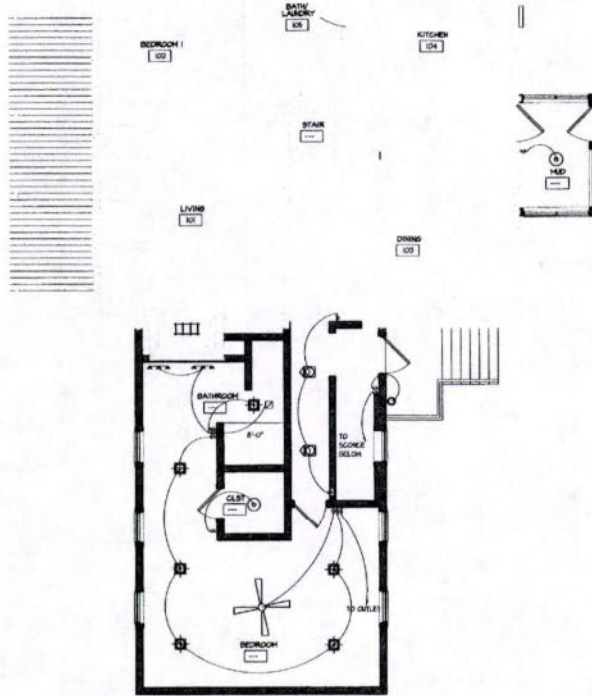 BATH/
LAUNDRY
105
BEDROOM 1
102
KITCHEN
104
STAIR
---
MUD
---
LIVING
101
DINING
103
BATHROOM
---
8'-0"
TO
SCONCE
BELOW
CLST
---
TO OUTLET
BEDROOM
---